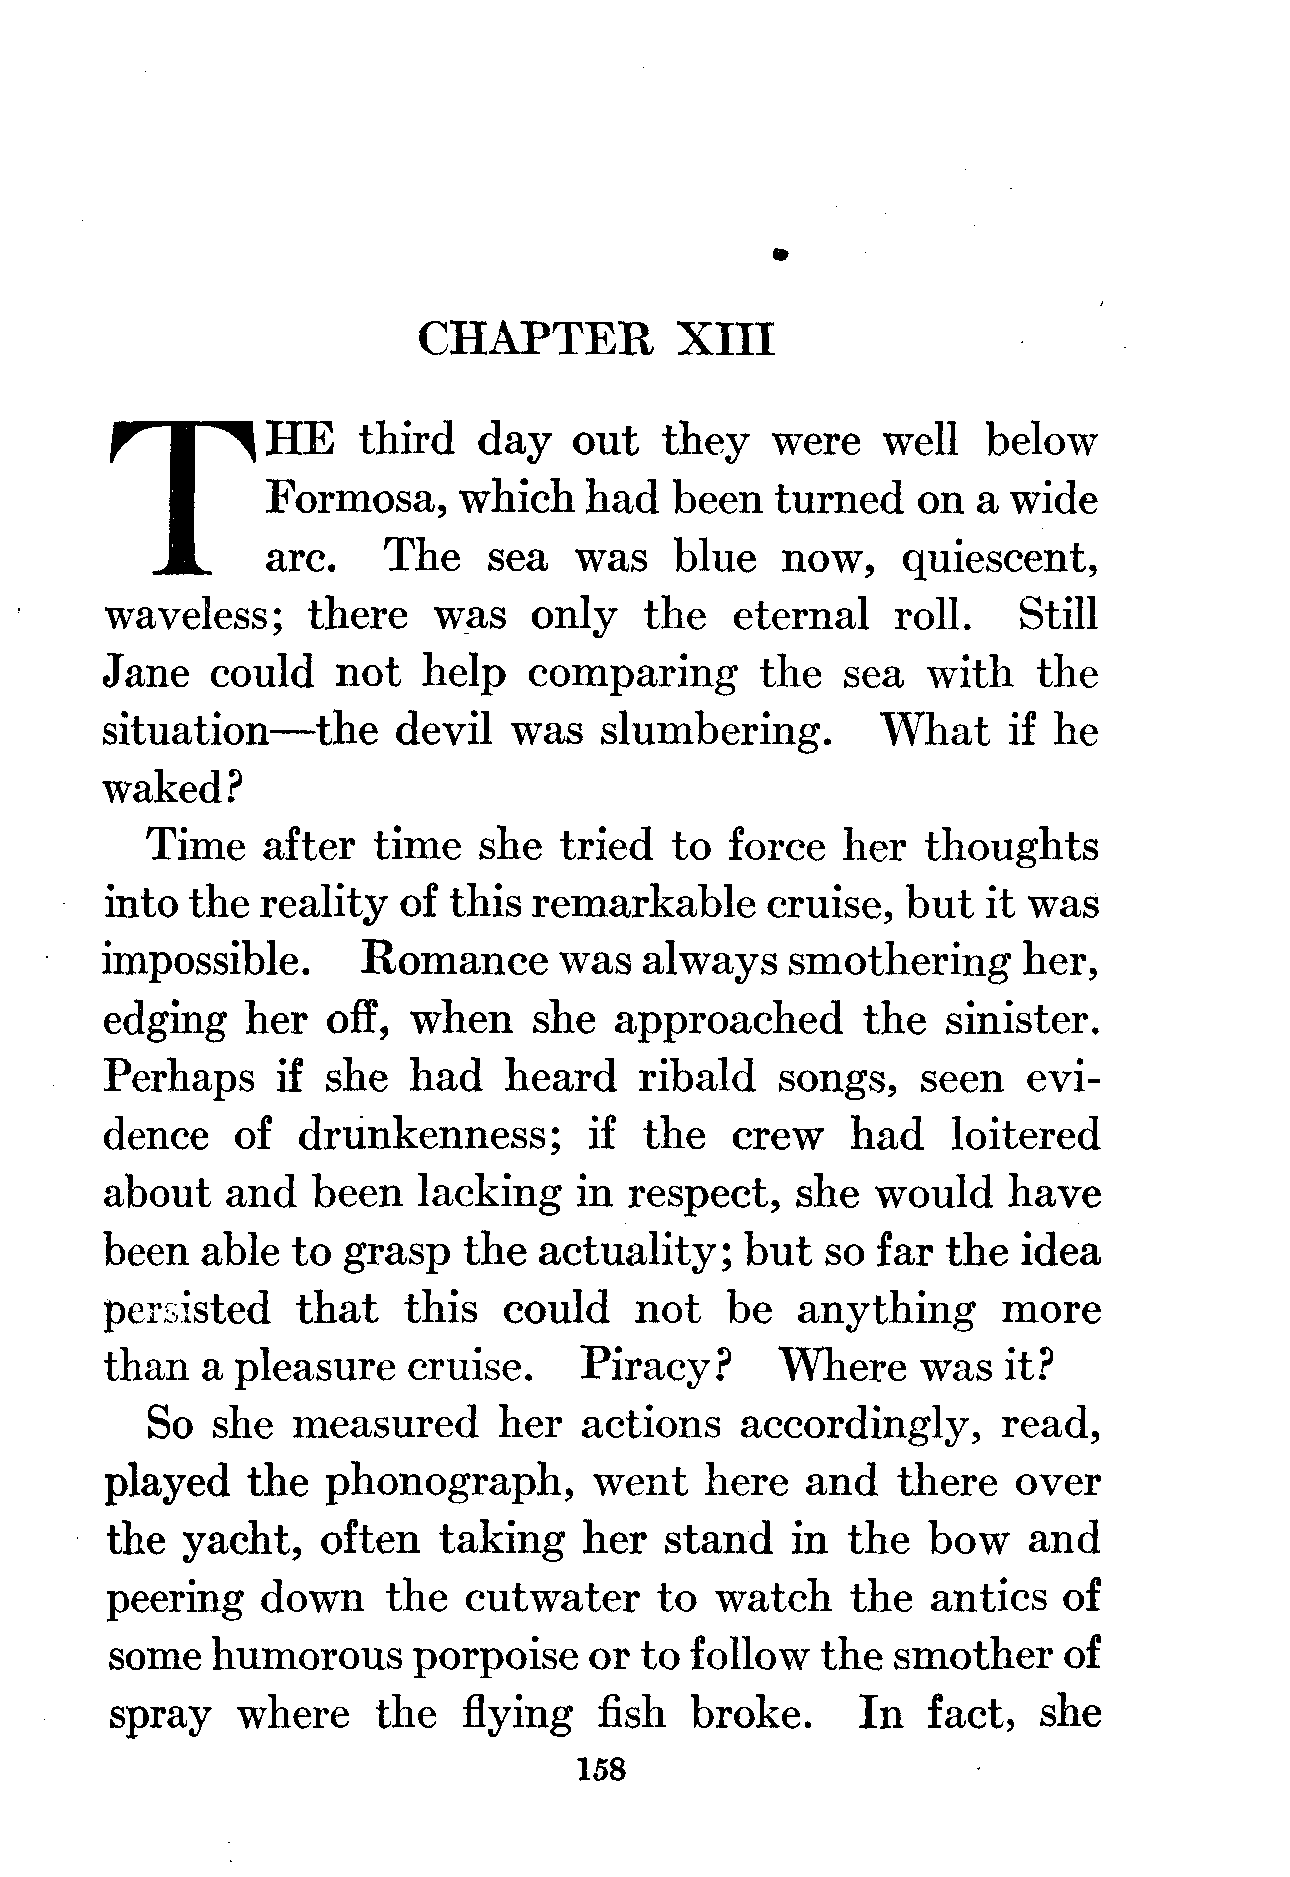 CHAPTER XIII
THE third day out they were well below
Formosa, which had been turned on a wide
arc. The sea was blue now, quiescent,
waveless; there was only the eternal roll. Still
Jane could not help comparing the sea with the
situation—the devil was slumbering. What if he
waked?
Time after time she tried to force her thoughts
into the reality of this remarkable cruise, but it was
impossible. Romance was always smothering her,
edging her off, when she approached the sinister.
Perhaps if she had heard ribald songs, seen evi-
dence of drunkenness; if the crew had loitered
about and been lacking in respect, she would have
been able to grasp the actuality; but so far the idea
persisted that this could not be anything more
than a pleasure cruise. Piracy? Where was it?
So she measured her actions accordingly, read,
played the phonograph, went here and there over
the yacht, often taking her stand in the bow and
peering down the cutwater to watch the antics of
some humorous porpoise or to follow the smother of
spray where the flying fish broke. In fact, she
158